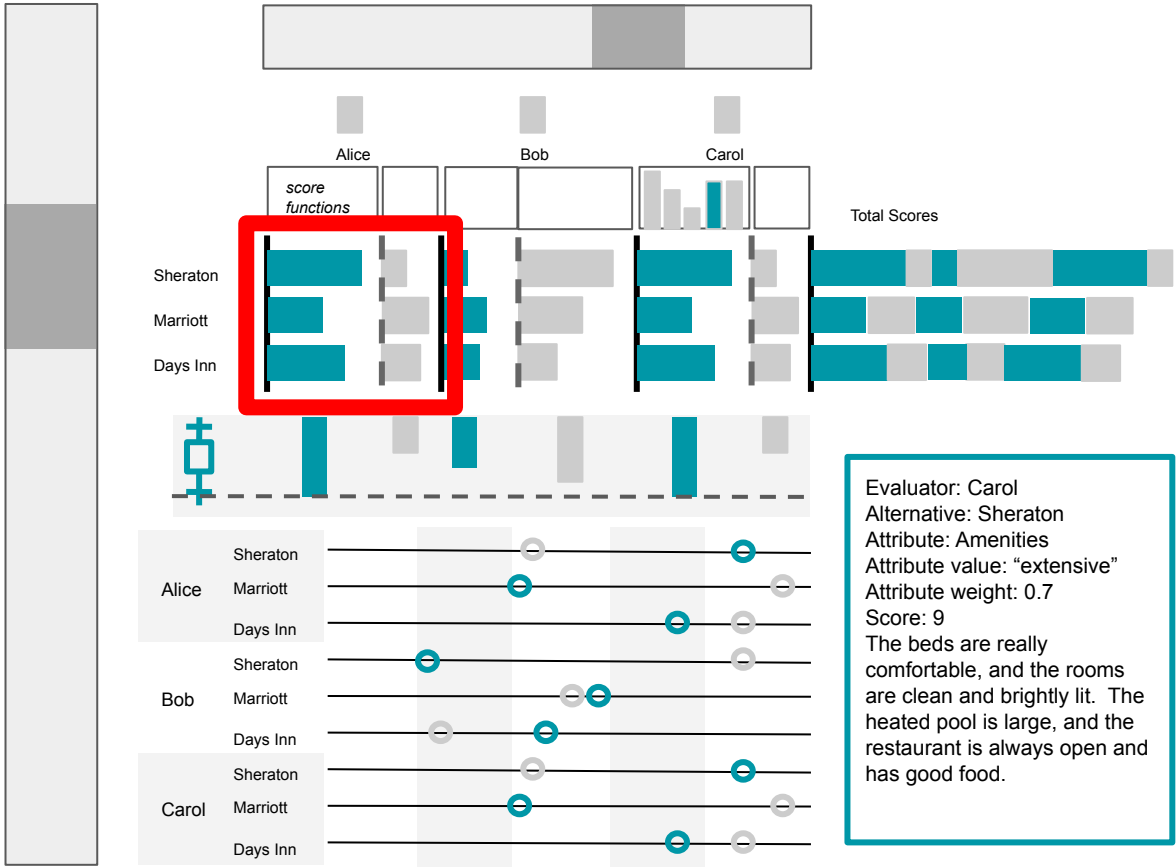 Alice
Bob
Carol
score
functions
Total Scores
Sheraton
Marriott
Days Inn
Evaluator: Carol
Alternative: Sheraton
Attribute: Amenities
Attribute value: “extensive”
Attribute weight: 0.7
Score: 9
The beds are really
comfortable, and the rooms
are clean and brightly lit.  The
heated pool is large, and the
restaurant is always open and
has good food.
Alice
Sheraton
Marriott
Days Inn
Bob
Sheraton
Marriott
Days Inn
Carol
Sheraton
Marriott
Days Inn